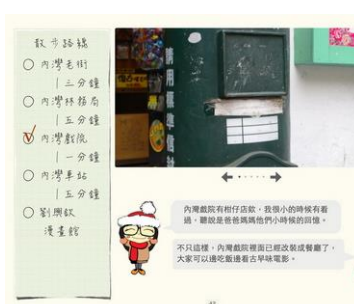 散步路線
內灣老街
三分鐘
內灣林務局
五分鐘
內灣戲院
一分鐘
內灣車站
五分鐘
劉興欽
漫畫館
請用標準信封
內灣戲院有柑仔店欸，我很小的時候有看
過，聽說是爸爸媽媽他們小時候的回憶。
不只這樣，內灣戲院裡面已經改裝成餐廳了，
大家可以邊吃飯邊看古早味電影。